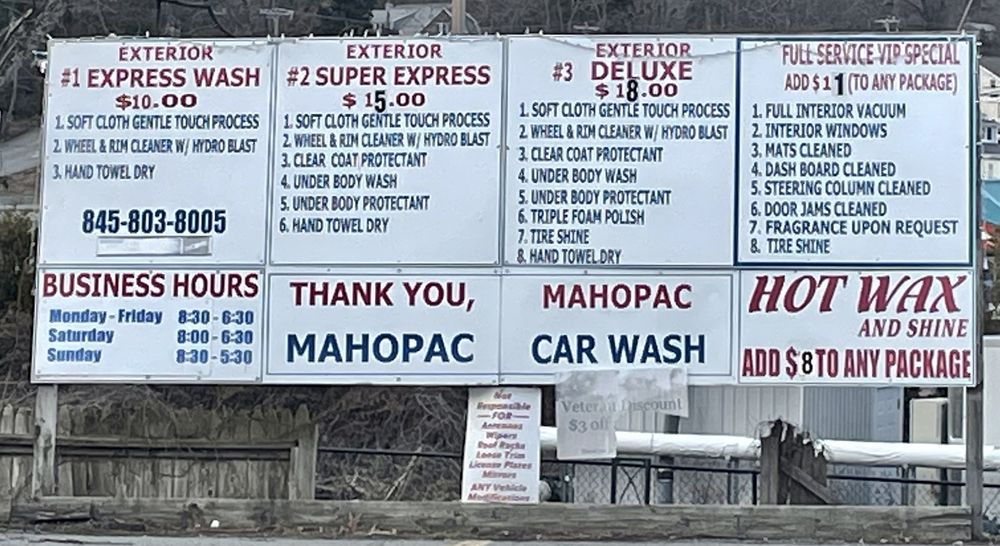 EXTERIOR
#1 EXPRESS WASH
$10.00
1. SOFT CLOTH GENTLE TOUCH PROCESS
2. WHEEL & RIM CLEANER W/ HYDRO BLAST
3. HAND TOWEL DRY
845-803-8005
EXTERIOR
#2 SUPER EXPRESS
$15.00
1. SOFT CLOTH GENTLE TOUCH PROCESS
2. WHEEL & RIM CLEANER W/ HYDRO BLAST
3. CLEAR COAT PROTECTANT
4. UNDER BODY WASH
5. UNDER BODY PROTECTANT
6. HAND TOWEL DRY
EXTERIOR
#3 DELUXE
$18.00
1. SOFT CLOTH GENTLE TOUCH PROCESS
2. WHEEL & RIM CLEANER W/ HYDRO BLAST
3. CLEAR COAT PROTECTANT
4. UNDER BODY WASH
5. UNDER BODY PROTECTANT
6. TRIPLE FOAM POLISH
7. TIRE SHINE
8. HAND TOWEL DRY
FULL SERVICE VIP SPECIAL
ADD $11 (TO ANY PACKAGE)
1. FULL INTERIOR VACUUM
2. INTERIOR WINDOWS
3. MATS CLEANED
4. DASH BOARD CLEANED
5. STEERING COLUMN CLEANED
6. DOOR JAMS CLEANED
7. FRAGRANCE UPON REQUEST
8. TIRE SHINE
BUSINESS HOURS
Monday - Friday 8:30 - 6:30
Saturday 8:00 - 6:30
Sunday 8:30 - 5:30
THANK YOU,
MAHOPAC
MAHOPAC
CAR WASH
HOT WAX
AND SHINE
ADD $8 TO ANY PACKAGE
Not
Responsible
- FOR -
Antennas
Wipers
Roof Racks
Loose Trim
License Plates
Mirrors
ANY Vehicle
Modifications
Veteran Discount
$3 off